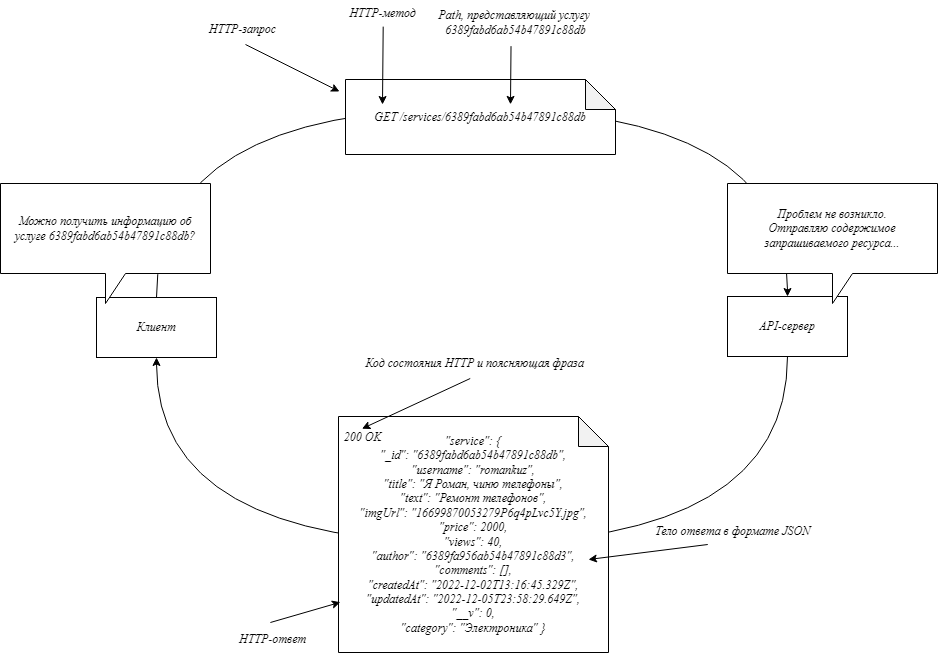 HTTP-запрос
HTTP-метод
Path, представляющий услугу
6389fabd6ab54b47891c88db
GET /services/6389fabd6ab54b47891c88db
Можно получить информацию об
услуге 6389fabd6ab54b47891c88db?
Клиент
Проблем не возникло.
Отправляю содержимое
запрашиваемого ресурса...
API-сервер
Код состояния HTTP и поясняющая фраза
200 OK
"service": {
"_id": "6389fabd6ab54b47891c88db",
"username": "romankuz",
"title": "Я Роман, чиню телефоны",
"text": "Ремонт телефонов",
"imgUrl": "16699870053279P6q4pLvc5Y.jpg",
"price": 2000,
"views": 40,
"author": "6389fa956ab54b47891c88d3",
"comments": [],
"createdAt": "2022-12-02T13:16:45.329Z",
"updatedAt": "2022-12-05T23:58:29.649Z",
"__v": 0,
"category": "Электроника" }
Тело ответа в формате JSON
HTTP-ответ